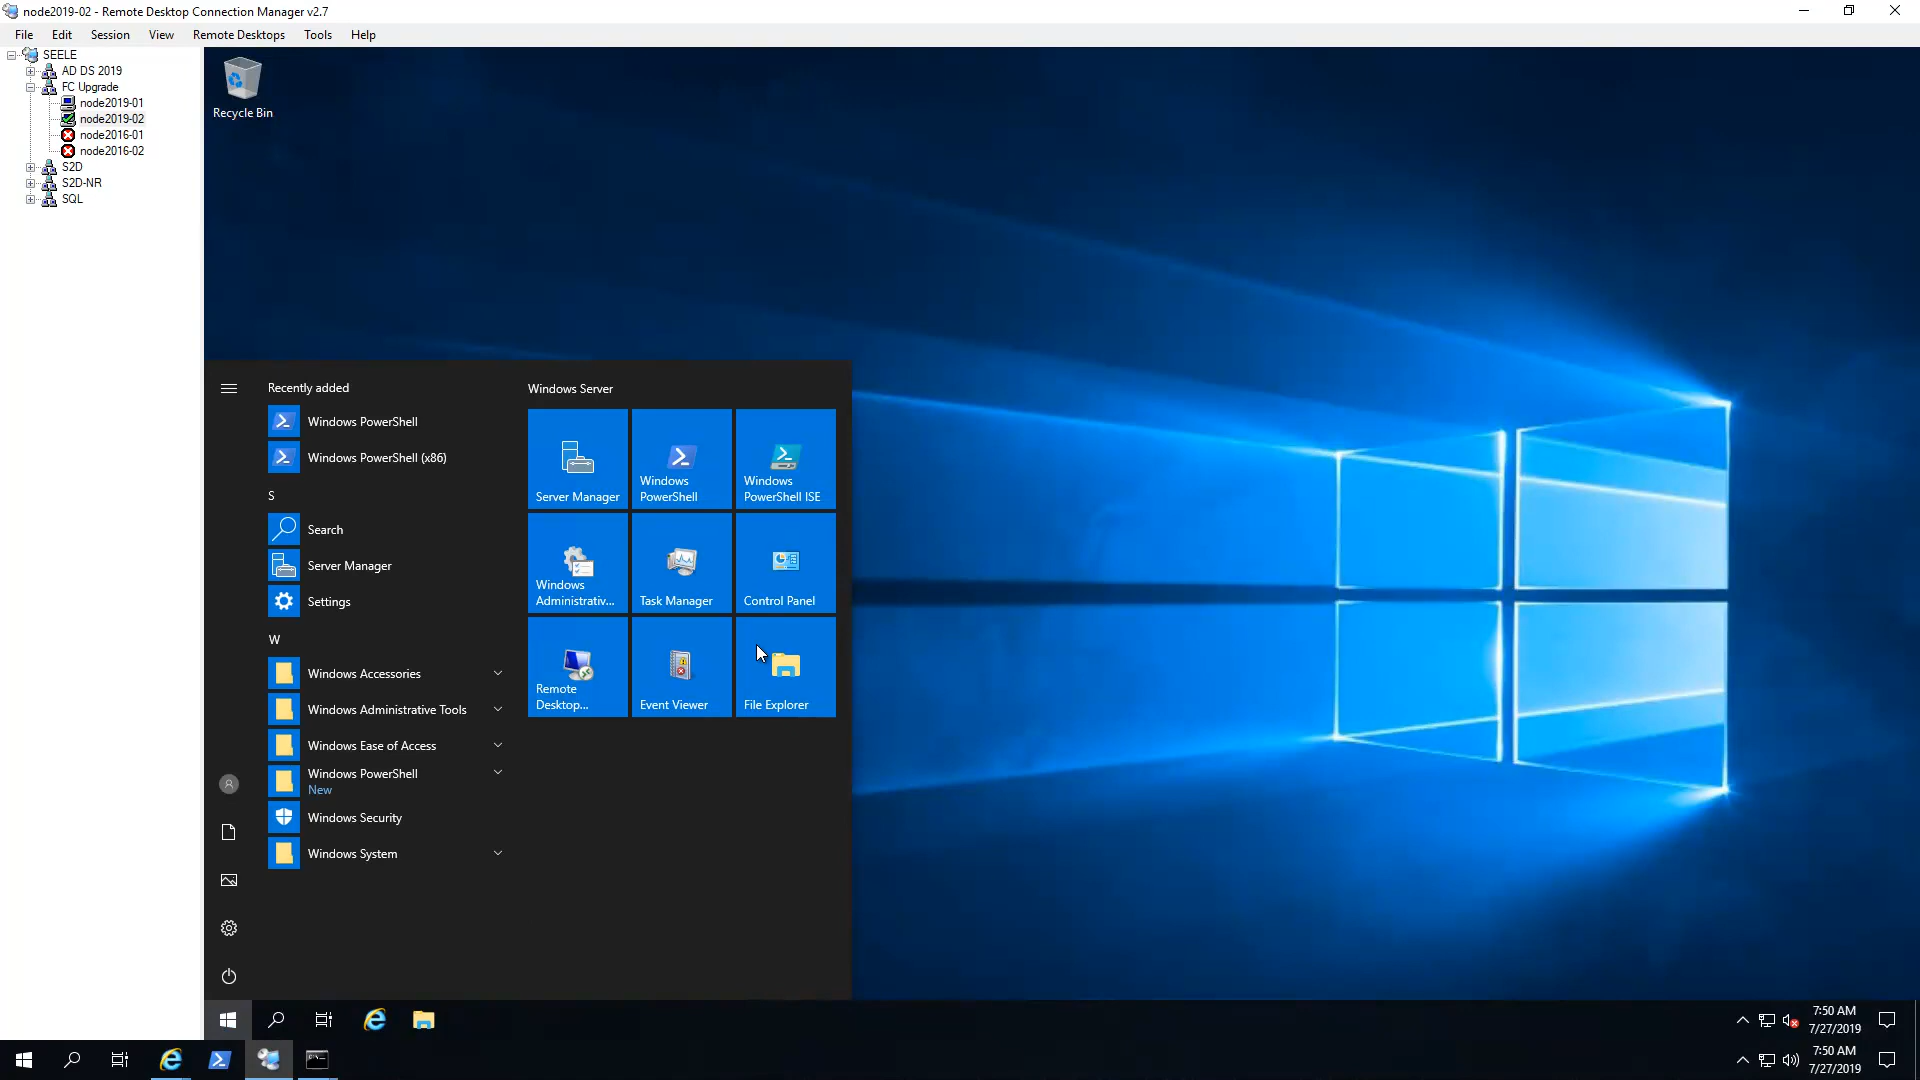 node2019-02 - Remote Desktop Connection Manager v2.7
File Edit Session View Remote Desktops Tools Help
SEELE
AD DS 2019
FC Upgrade
node2019-01
node2019-02
node2016-01
node2016-02
S2D
S2D-NR
SQL
Recycle Bin
Recently added
Windows PowerShell
Windows PowerShell (x86)
S
Search
Server Manager
Settings
W
Windows Accessories
Windows Administrative Tools
Windows Ease of Access
Windows PowerShell
New
Windows Security
Windows System
Windows Server
Server Manager
Windows
PowerShell
Windows
PowerShell ISE
Windows
Administrativ...
Task Manager
Control Panel
Remote
Desktop...
Event Viewer
File Explorer
7:50 AM
7/27/2019
7:50 AM
7/27/2019